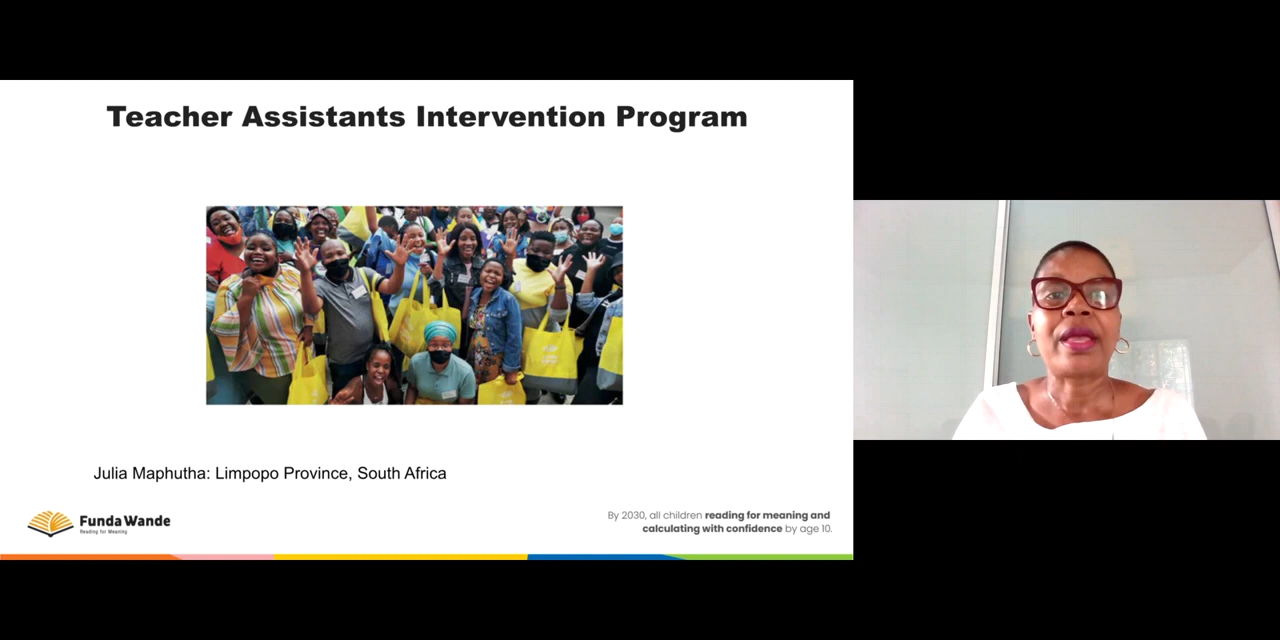 Teacher Assistants Intervention Program
Julia Maphutha: Limpopo Province, South Africa
Funda Wande
Reading for Meaning
By 2030, all children reading for meaning and
calculating with confidence by age 10.